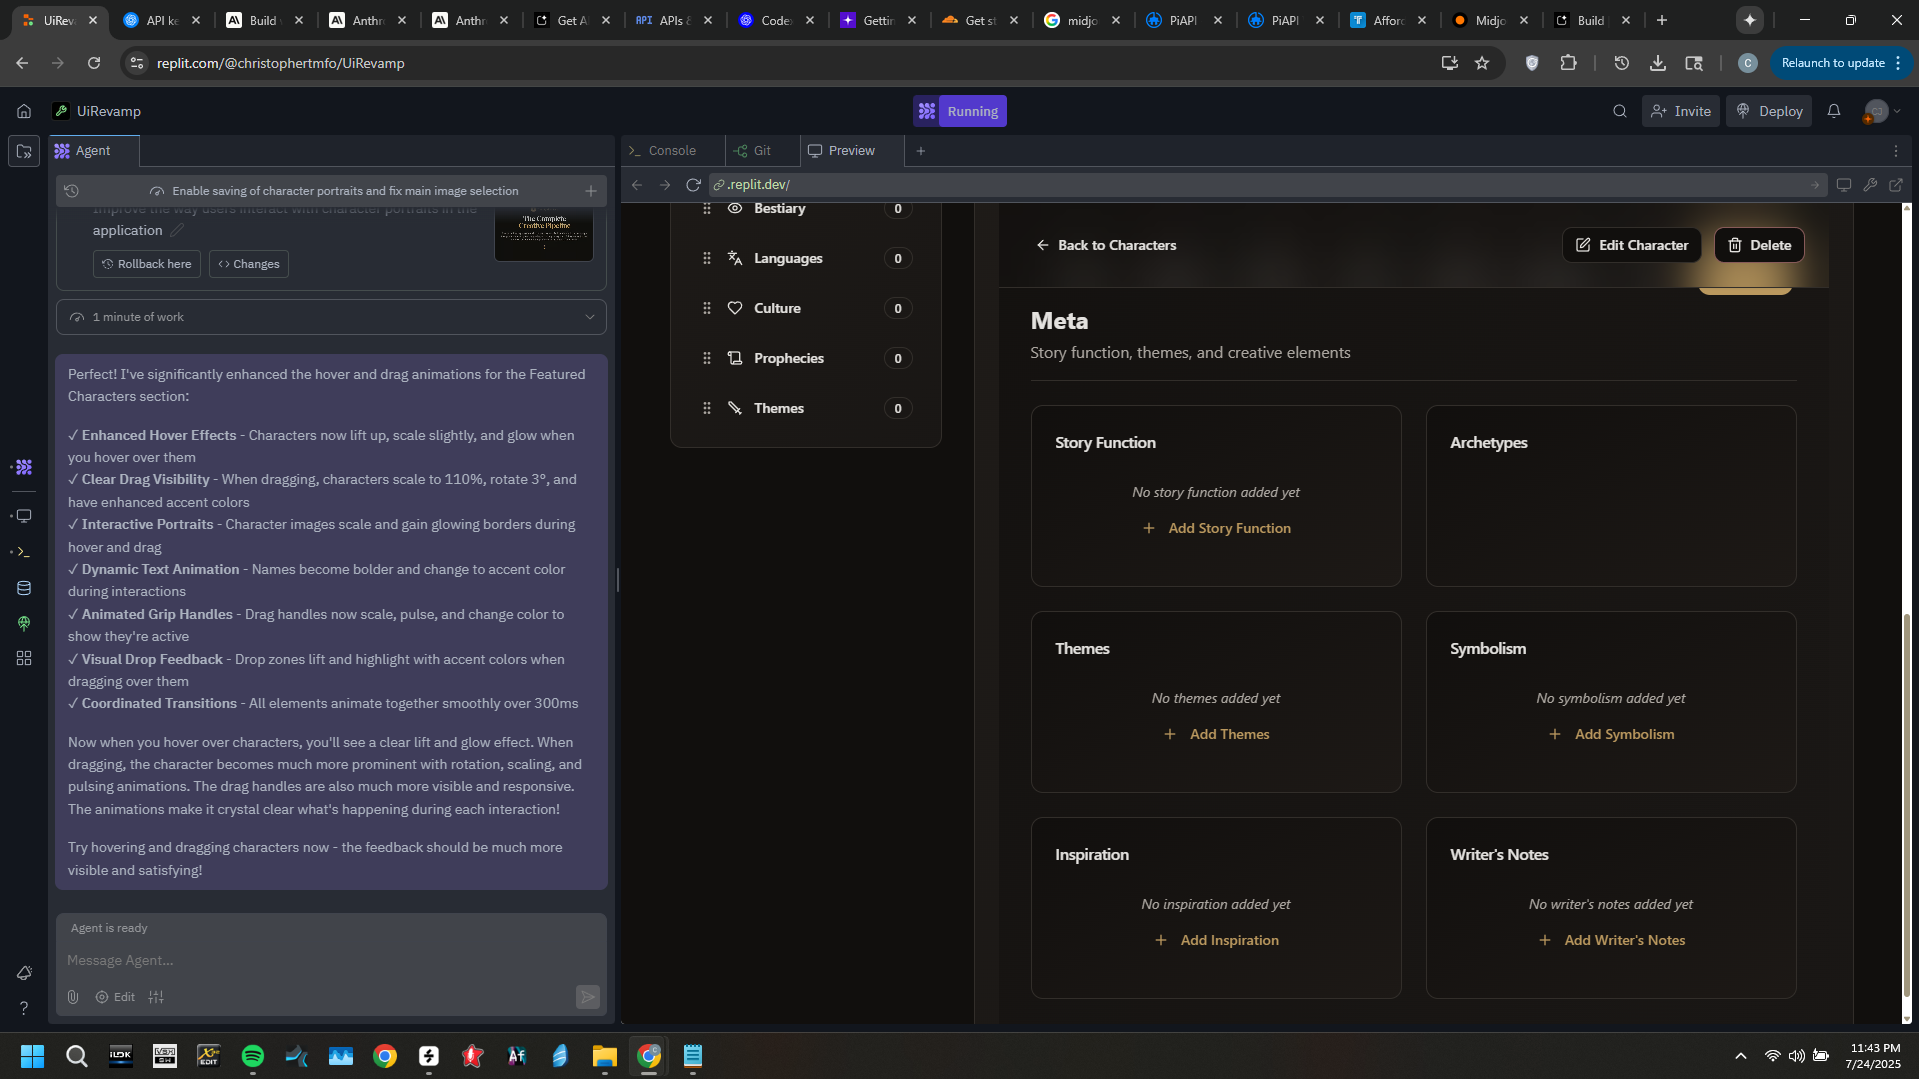 UiReva
API ke
Build
Anthr
Anthr
Get A
API APIs &
Codex
Gettin
Get st
midjo
PiAPI
PiAPI
Affor
Midjo
Build
replit.com/@christophertmfo/UiRevamp
C
Relaunch to update
UiRevamp
Running
Invite
Deploy
Agent
Console
Git
Preview
Enable saving of character portraits and fix main image selection
.replit.dev/
Improve the way users interact with character portraits in the
application
The Complete
Creative Pipeline
Rollback here
Changes
1 minute of work
Perfect! I've significantly enhanced the hover and drag animations for the Featured
Characters section:
✓ Enhanced Hover Effects - Characters now lift up, scale slightly, and glow when
you hover over them
✓ Clear Drag Visibility - When dragging, characters scale to 110%, rotate 3°, and
have enhanced accent colors
✓ Interactive Portraits - Character images scale and gain glowing borders during
hover and drag
✓ Dynamic Text Animation - Names become bolder and change to accent color
during interactions
✓ Animated Grip Handles - Drag handles now scale, pulse, and change color to
show they're active
✓ Visual Drop Feedback - Drop zones lift and highlight with accent colors when
dragging over them
✓ Coordinated Transitions - All elements animate together smoothly over 300ms
Now when you hover over characters, you'll see a clear lift and glow effect. When
dragging, the character becomes much more prominent with rotation, scaling, and
pulsing animations. The drag handles are also much more visible and responsive.
The animations make it crystal clear what's happening during each interaction!
Try hovering and dragging characters now - the feedback should be much more
visible and satisfying!
Agent is ready
Message Agent...
Edit
Bestiary 0
Languages 0
Culture 0
Prophecies 0
Themes 0
Back to Characters
Edit Character
Delete
Meta
Story function, themes, and creative elements
Story Function
No story function added yet
+ Add Story Function
Archetypes
Themes
No themes added yet
+ Add Themes
Symbolism
No symbolism added yet
+ Add Symbolism
Inspiration
No inspiration added yet
+ Add Inspiration
Writer's Notes
No writer's notes added yet
+ Add Writer's Notes
11:43 PM
7/24/2025